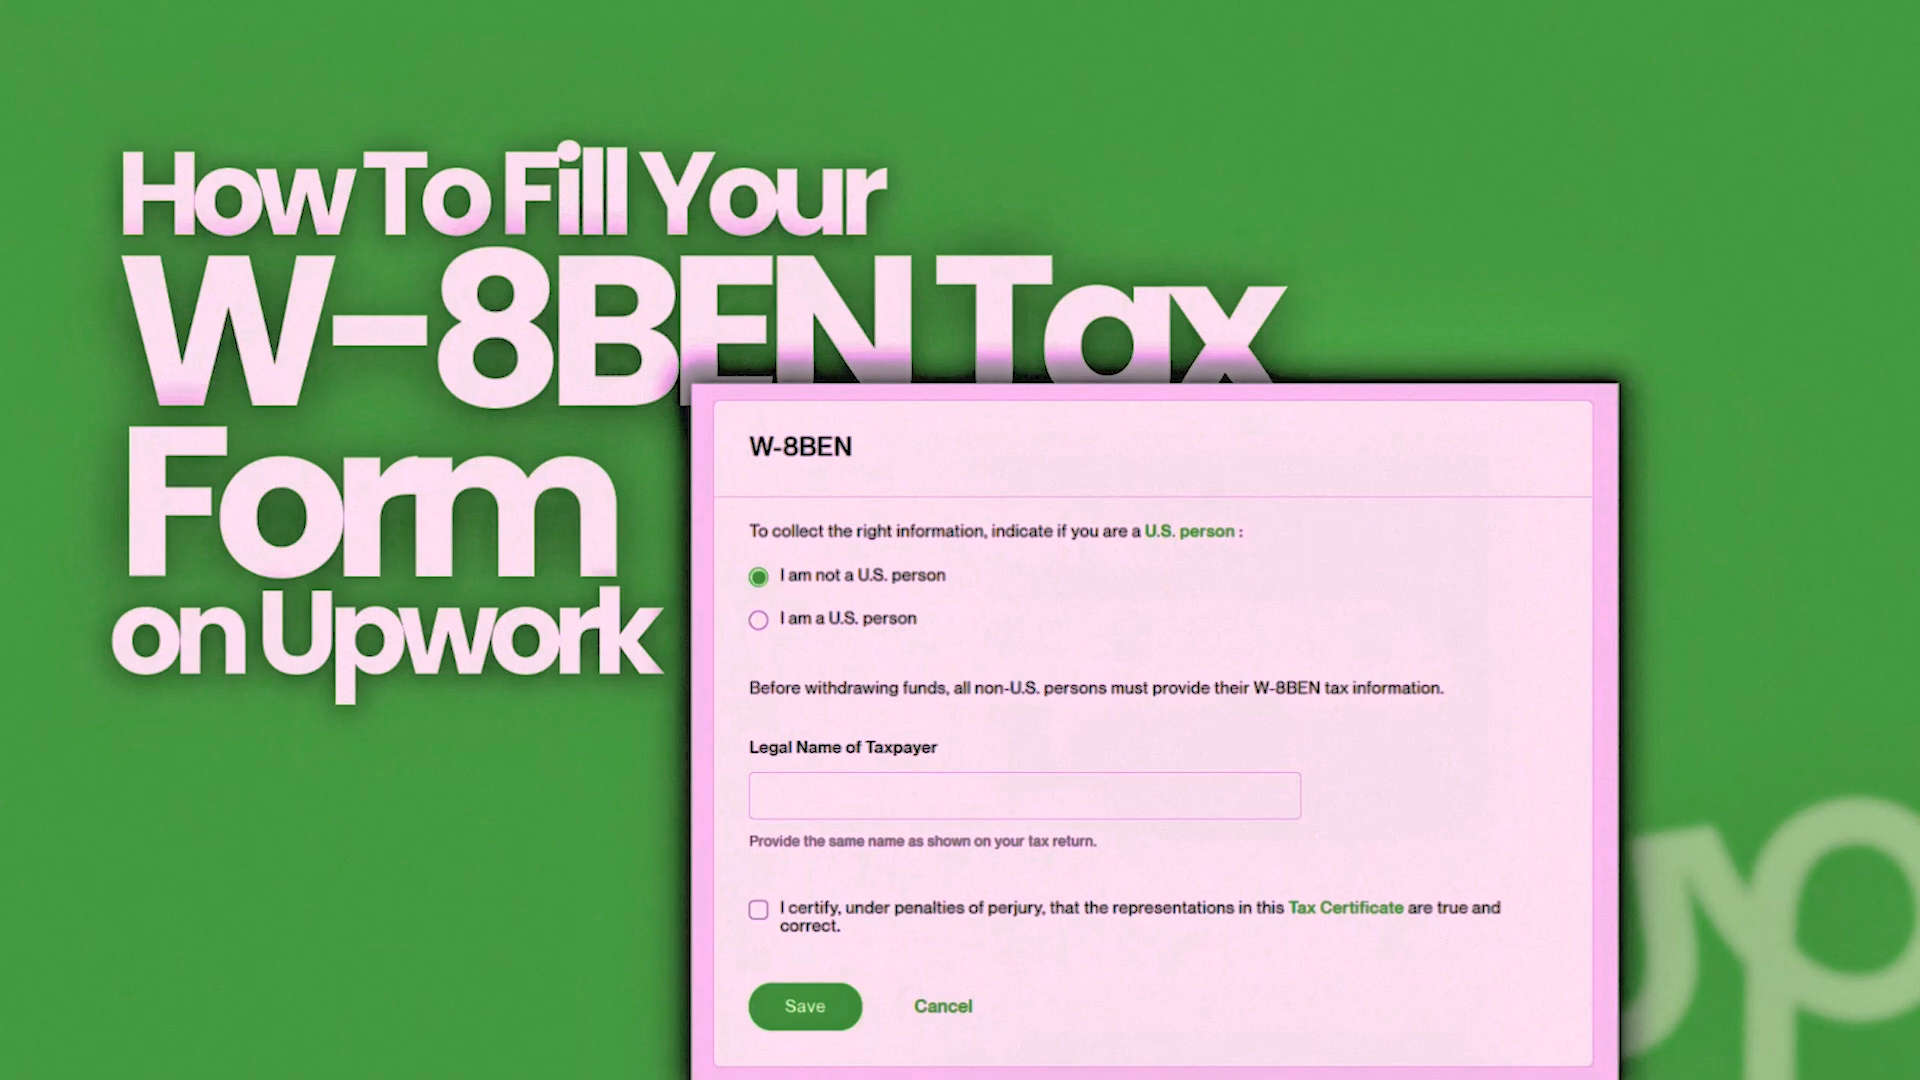 How To Fill Your
W-8BEN Tax
Form
on Upwork
W-8BEN
To collect the right information, indicate if you are a U.S. person :
I am not a U.S. person
I am a U.S. person
Before withdrawing funds, all non-U.S. persons must provide their W-8BEN tax information.
Legal Name of Taxpayer
Provide the same name as shown on your tax return.
I certify, under penalties of perjury, that the representations in this Tax Certificate are true and
correct.
Save
Cancel
up